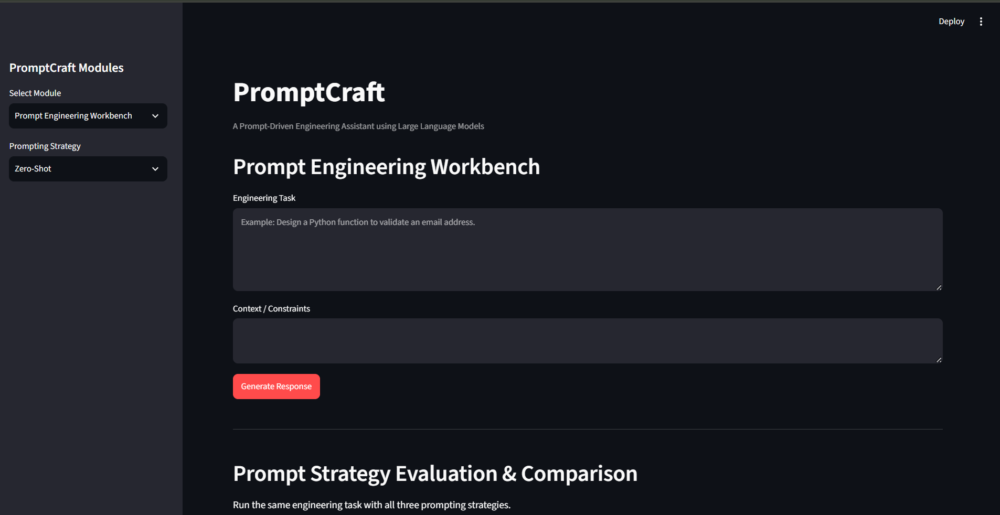 Deploy
PromptCraft Modules
Select Module
Prompt Engineering Workbench
Prompting Strategy
Zero-Shot
PromptCraft
A Prompt-Driven Engineering Assistant using Large Language Models
Prompt Engineering Workbench
Engineering Task
Example: Design a Python function to validate an email address.
Context / Constraints
Generate Response
Prompt Strategy Evaluation & Comparison
Run the same engineering task with all three prompting strategies.